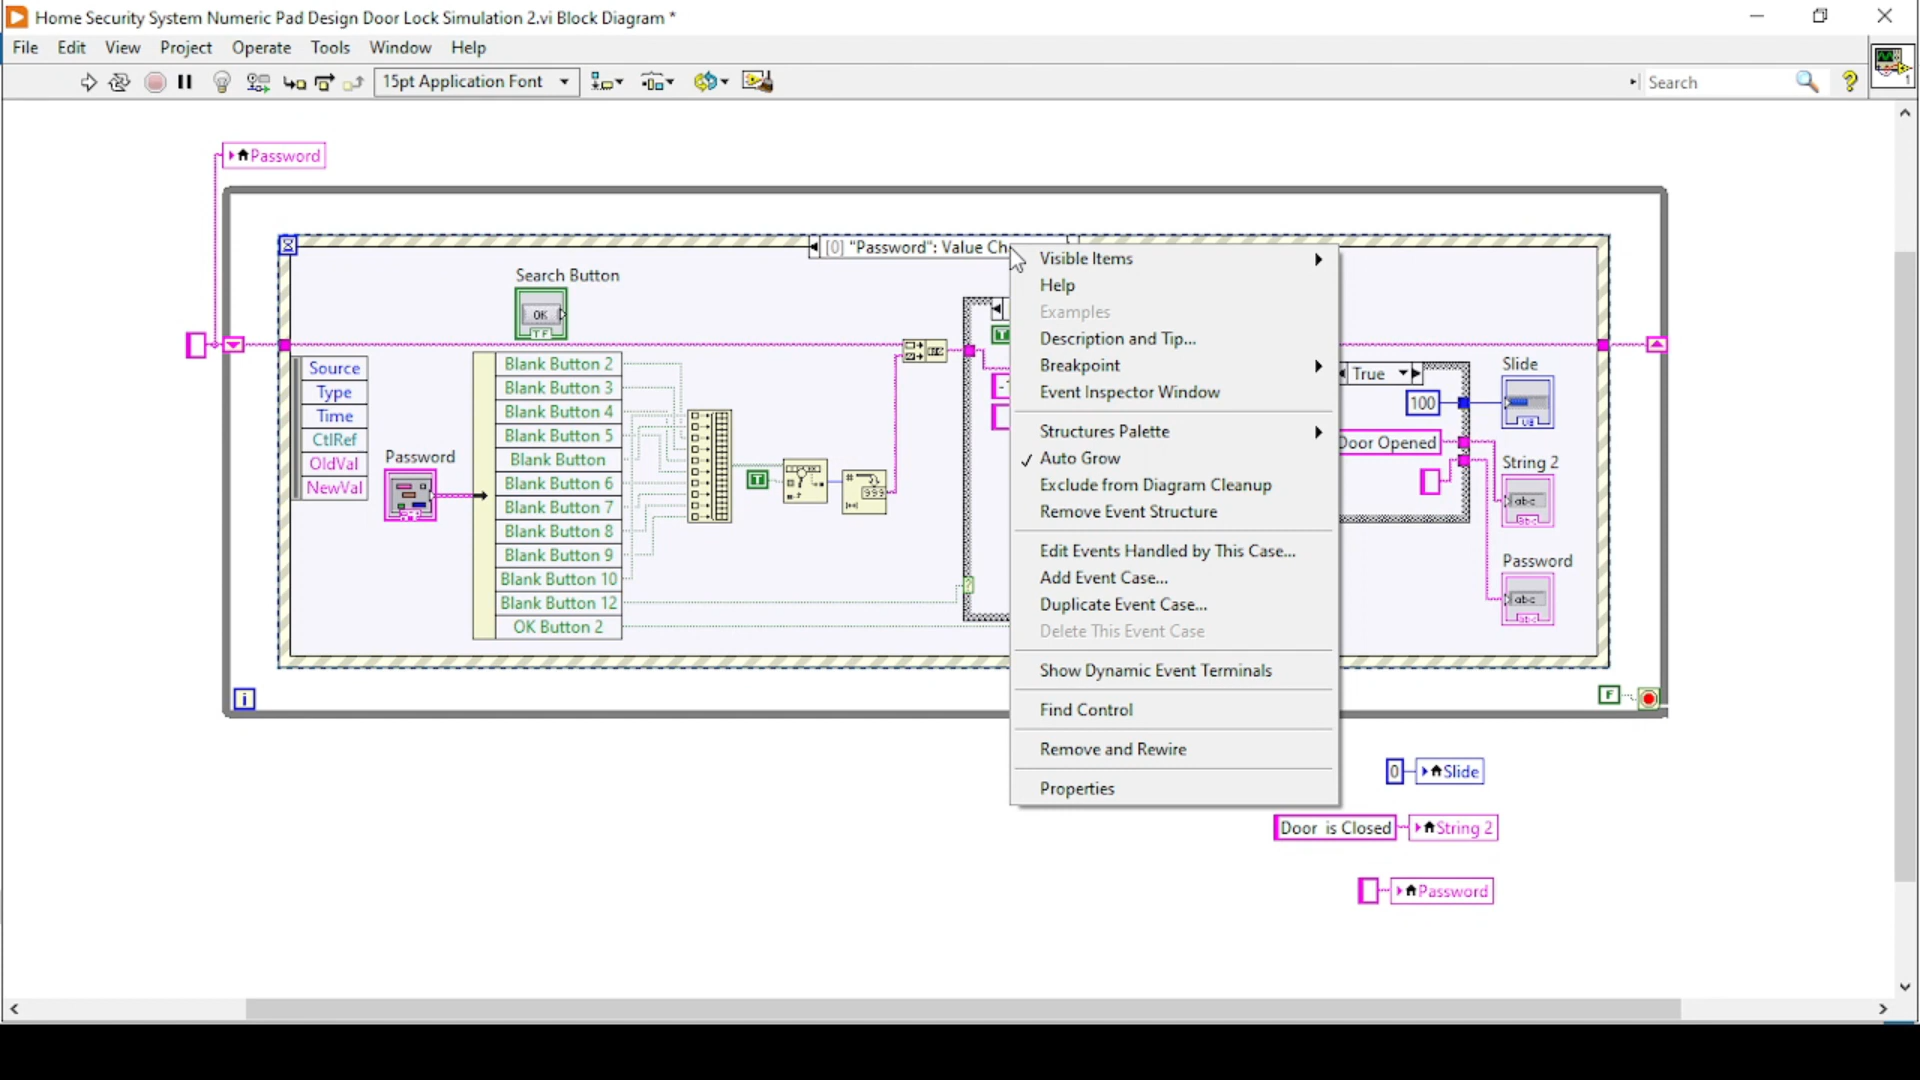 Home Security System Numeric Pad Design Door Lock Simulation 2.vi Block Diagram *
File Edit View Project Operate Tools Window Help
15pt Application Font
Search
?
1
Password
[0] "Password": Value Ch
Search Button
OK
TF
Source
Type
Time
CtlRef
OldVal
NewVal
Password
Blank Button 2
Blank Button 3
Blank Button 4
Blank Button 5
Blank Button
Blank Button 6
Blank Button 7
Blank Button 8
Blank Button 9
Blank Button 10
Blank Button 12
OK Button 2
T
T
?
Visible Items
Help
Examples
Description and Tip...
Breakpoint
Event Inspector Window
Structures Palette
✓ Auto Grow
Exclude from Diagram Cleanup
Remove Event Structure
Edit Events Handled by This Case...
Add Event Case...
Duplicate Event Case...
Delete This Event Case
Show Dynamic Event Terminals
Find Control
Remove and Rewire
Properties
True
100
Door Opened
Slide
U8
String 2
abc
Password
abc
i
F
0 Slide
Door is Closed String 2
Password